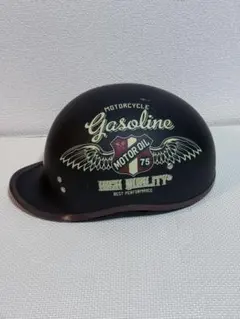 MOTORCYCLE
Gasoline
MOTOR OIL
75
HIGH QUALITY
BEST PERFORMANCE